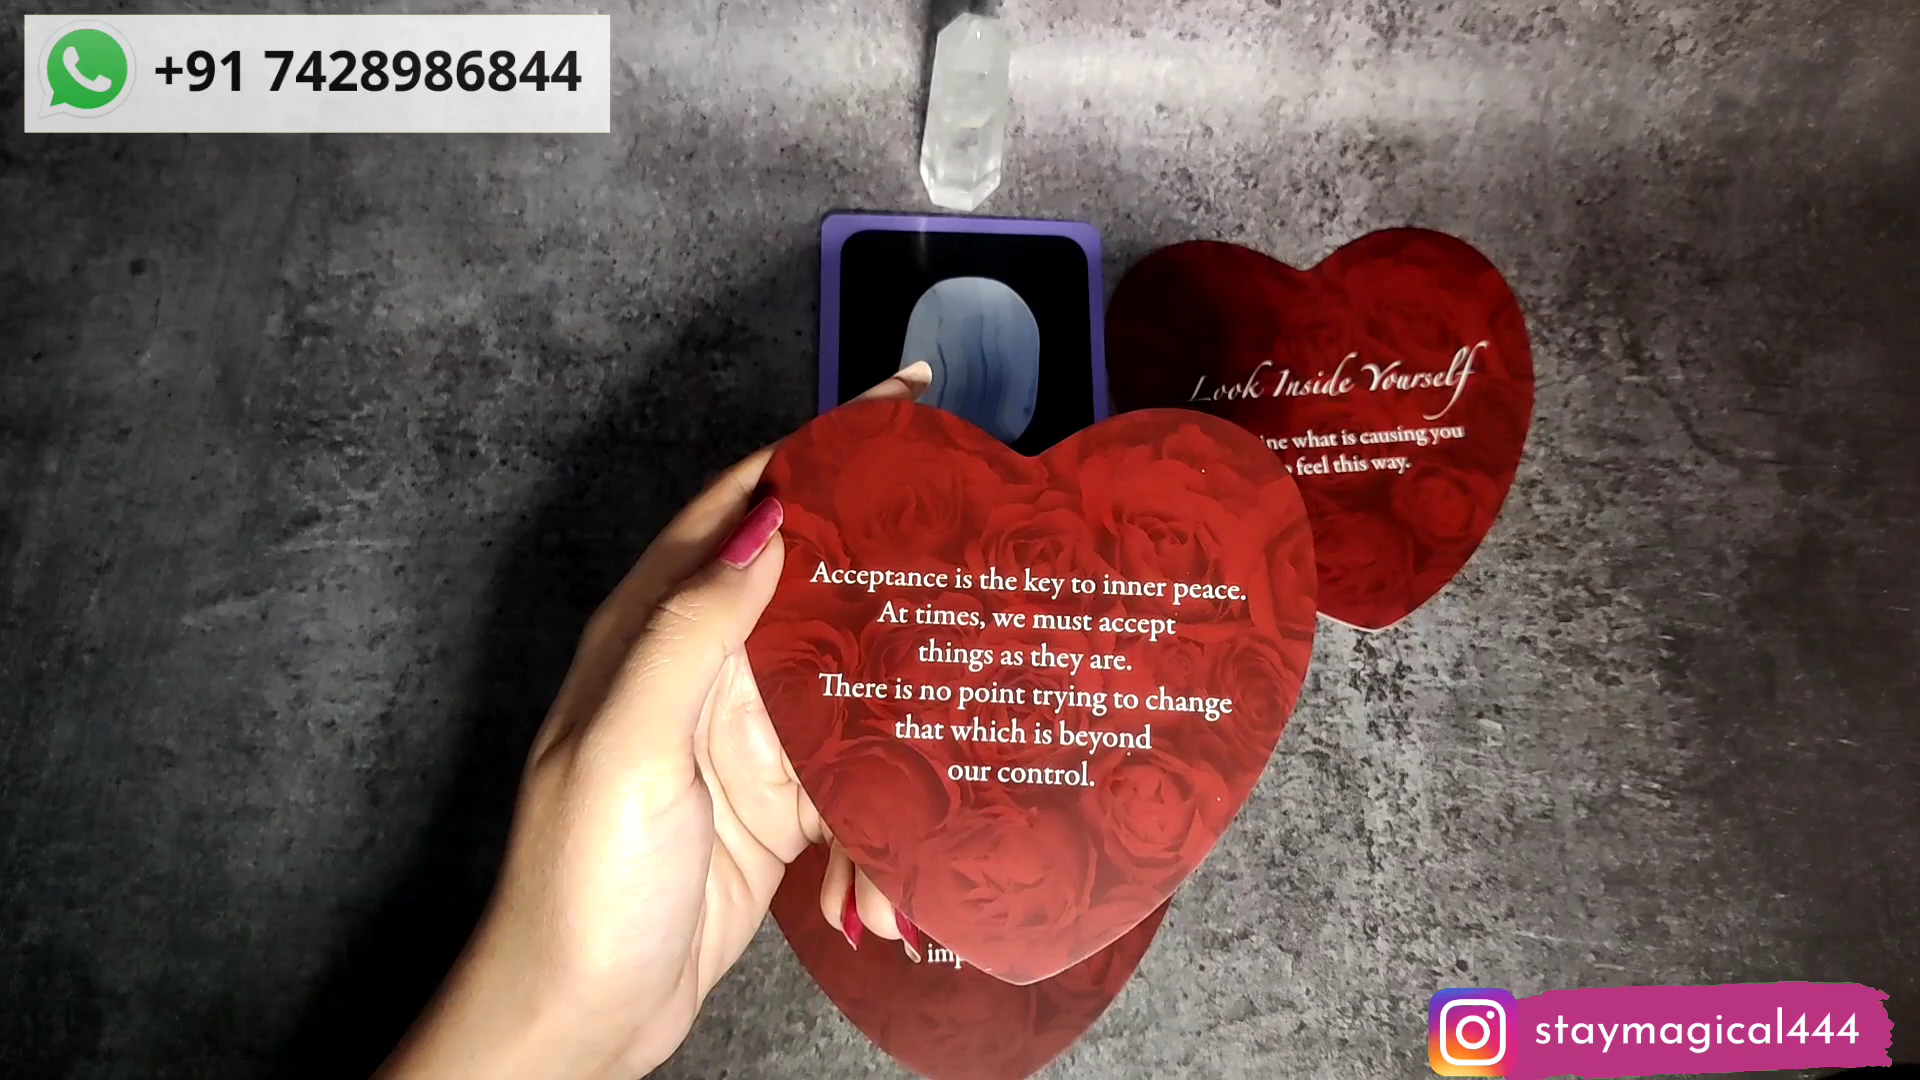 +91 7428986844
Look Inside Yourself
what is causing you
feel this way.
Acceptance is the key to inner peace.
At times, we must accept
things as they are.
There is no point trying to change
that which is beyond
our control.
staymagical444